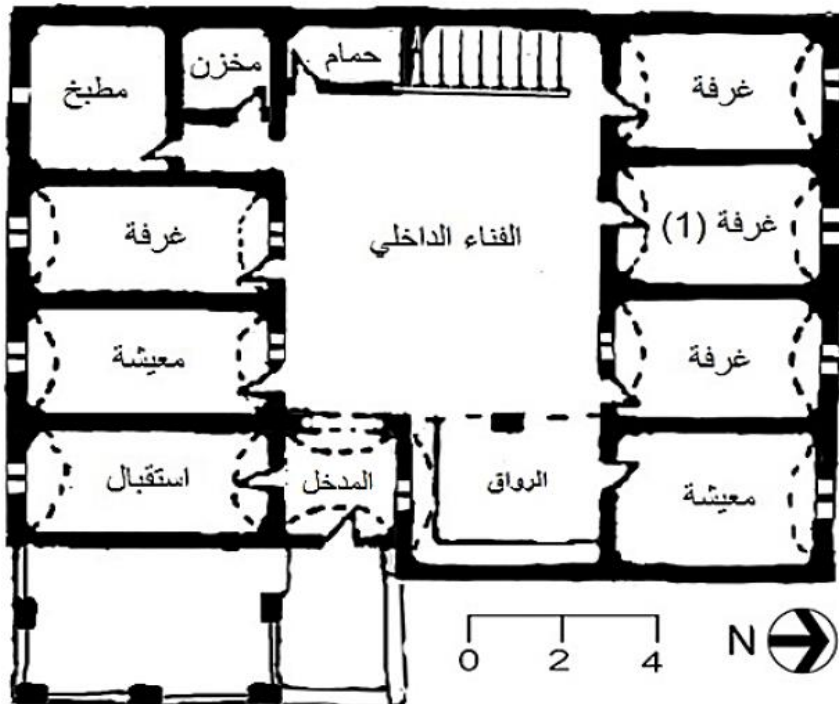 غرفة
حمام
مخزن
مطبخ
غرفة (1)
الفناء الداخلي
غرفة
غرفة
معيشة
معيشة
الرواق
المدخل
استقبال
0 2 4
N